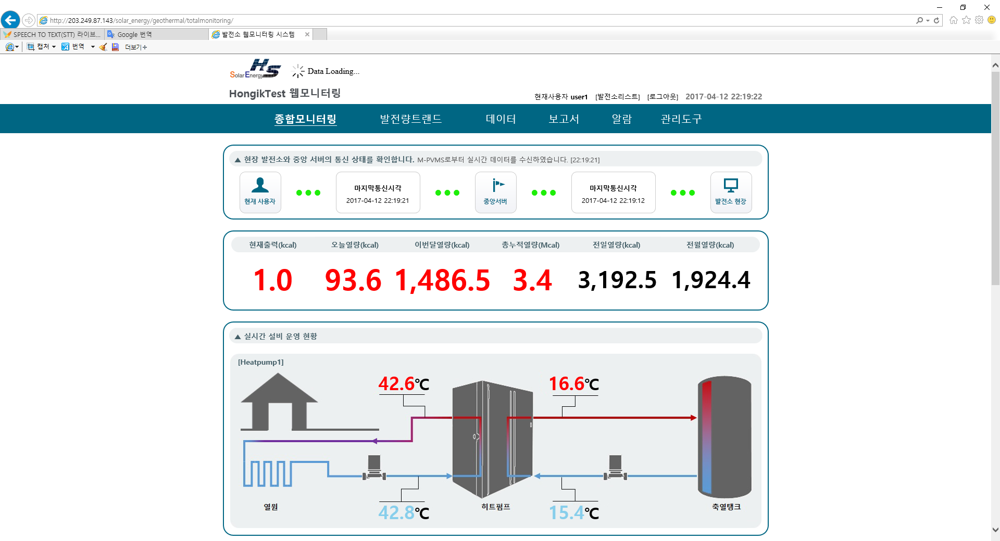 http://203.249.87.143/solar_energy/geothermal/totalmonitoring/
SPEECH TO TEXT(STT) 라이브...
Google 번역
발전소 웹모니터링 시스템
캡처
번역
더보기+
HS
Solar Energy
Data Loading...
HongikTest 웹모니터링
현재사용자 user1 [발전소리스트] [로그아웃] 2017-04-12 22:19:22
종합모니터링 발전량트랜드 데이터 보고서 알람 관리도구
▲ 현장 발전소와 중앙 서버의 통신 상태를 확인합니다. M-PVMS로부터 실시간 데이터를 수신하였습니다. [22:19:21]
현재 사용자
마지막통신시각
2017-04-12 22:19:21
중앙서버
마지막통신시각
2017-04-12 22:19:12
발전소 현장
현재출력(kcal) 오늘열량(kcal) 이번달열량(kcal) 총누적열량(Mcal) 전일열량(kcal) 전월열량(kcal)
1.0 93.6 1,486.5 3.4 3,192.5 1,924.4
▲ 실시간 설비 운영 현황
[Heatpump1]
42.6℃ 16.6℃
열원 히트펌프 축열탱크
42.8℃ 15.4℃